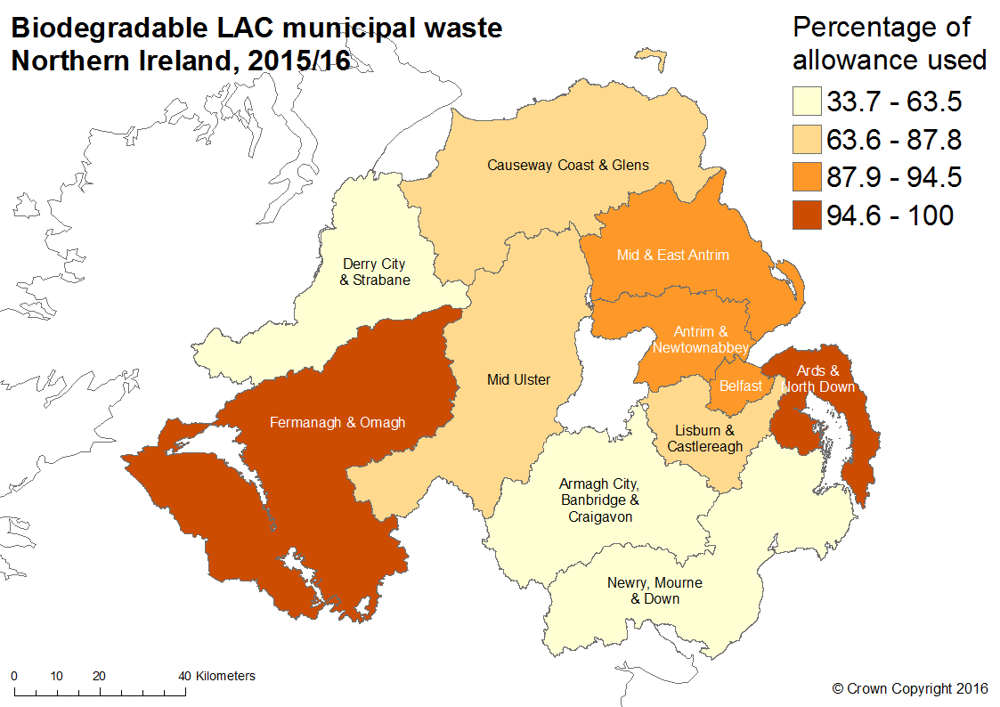 Biodegradable LAC municipal waste
Northern Ireland, 2015/16
Percentage of
allowance used
33.7 - 63.5
63.6 - 87.8
87.9 - 94.5
94.6 - 100
Causeway Coast & Glens
Mid & East Antrim
Derry City
& Strabane
Antrim &
Newtownabbey
Ards &
North Down
Belfast
Mid Ulster
Fermanagh & Omagh
Lisburn &
Castlereagh
Armagh City,
Banbridge &
Craigavon
Newry, Mourne
& Down
0 10 20 40 Kilometers
© Crown Copyright 2016